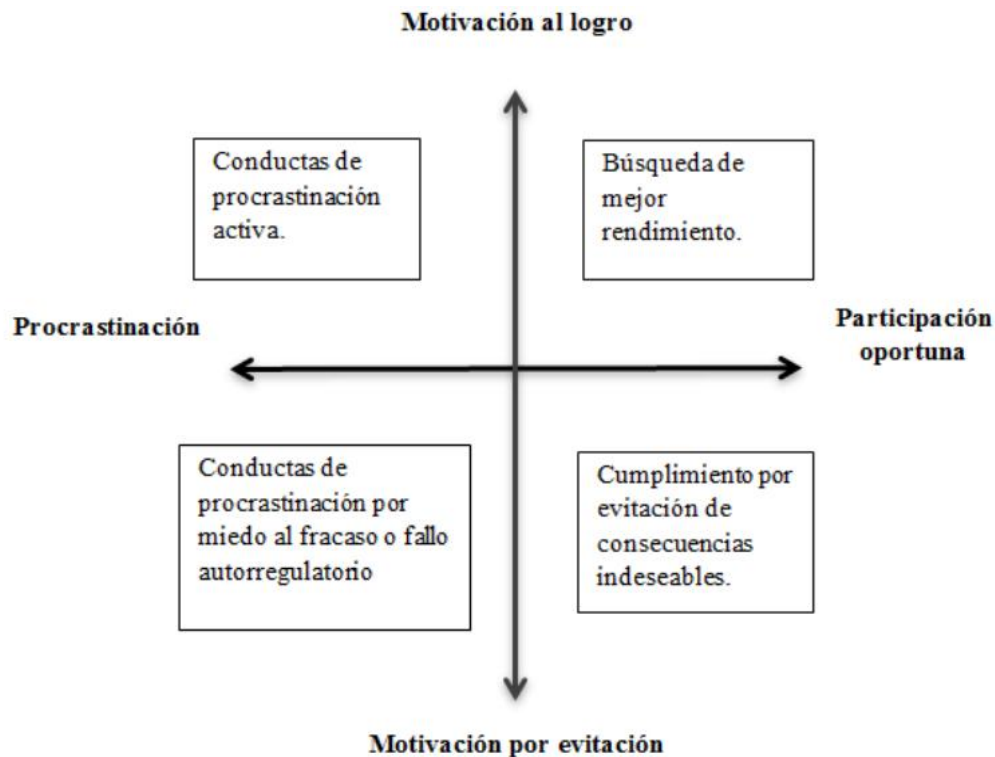 Motivación al logro
Conductas de
procrastinación
activa.
Búsqueda de
mejor
rendimiento.
Procrastinación
Participación
oportuna
Conductas de
procrastinación por
miedo al fracaso o fallo
autorregulatorio
Cumplimiento por
evitación de
consecuencias
indeseables.
Motivación por evitación